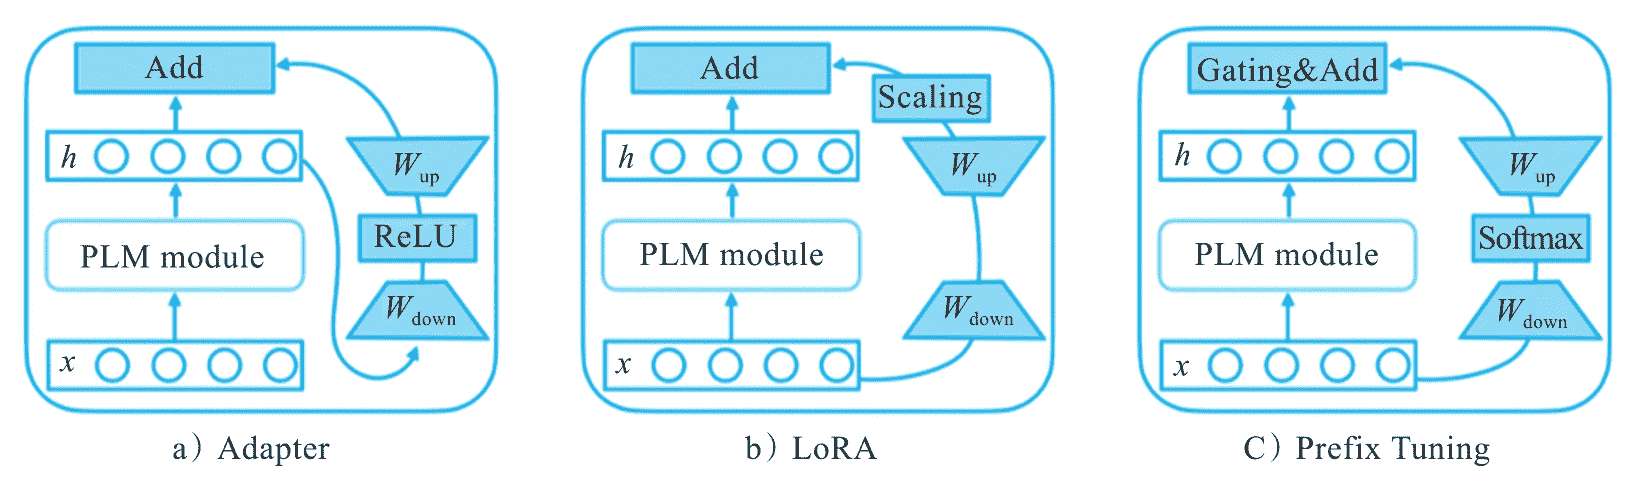 Add
h
W up
ReLU
PLM module
W down
x
a）Adapter
Add
Scaling
h
W up
PLM module
W down
x
b）LoRA
Gating&Add
h
W up
Softmax
PLM module
W down
x
C）Prefix Tuning